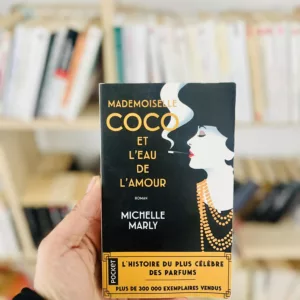 MADEMOISELLE
COCO
ET
L'EAU
DE
L'AMOUR
ROMAN
MICHELLE
MARLY
POCKET
L'HISTOIRE DU PLUS CÉLÈBRE
DES PARFUMS
PLUS DE 300 000 EXEMPLAIRES VENDUS